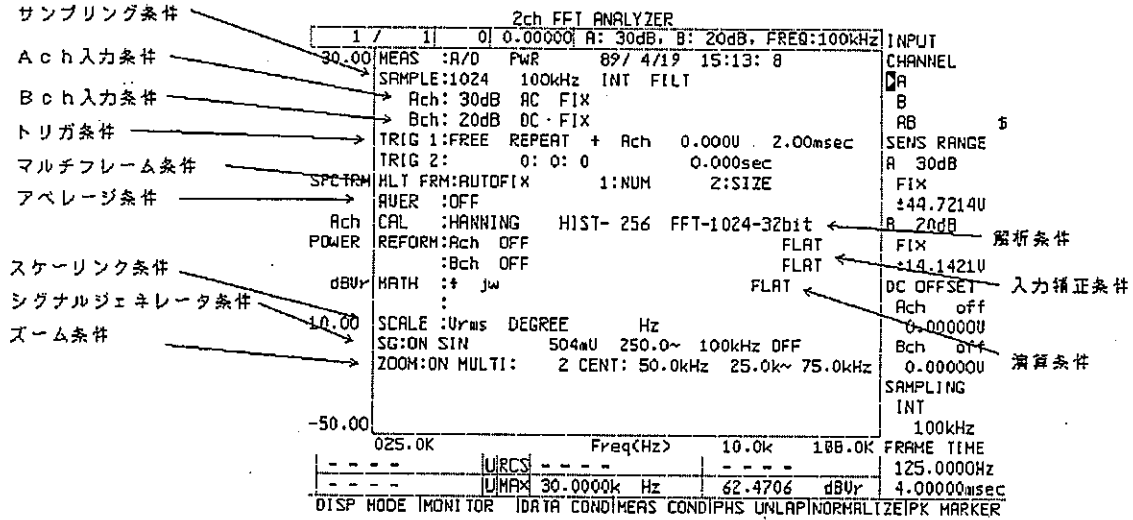 サンプリング条件
Ach入力条件
Bch入力条件
トリガ条件
マルチフレーム条件
アベレージ条件
スケーリンク条件
シグナルジェネレータ条件
ズーム条件
2ch FFT ANALYZER
1 / 1 0 0.00000 A: 30dB, B: 20dB, FREQ:100kHz
30.00 MEAS :A/D PWR 89/ 4/19 15:13: 8
SAMPLE:1024 100kHz INT FILT
Ach: 30dB AC FIX
Bch: 20dB DC FIX
TRIG 1:FREE REPEAT + Ach 0.000V 2.00msec
TRIG 2: 0: 0: 0 0.000sec
SPCTRM MLT FRM:AUTOFIX 1:NUM 2:SIZE
AVER :OFF
Ach CAL :HANNING HIST- 256 FFT-1024-32bit
POWER REFORM:Ach OFF FLAT
:Bch OFF FLAT
dBVr MATH :+ jw FLAT
:
10.00 SCALE :Vrms DEGREE Hz
SG:ON SIN 504mV 250.0~ 100kHz OFF
ZOOM:ON MULTI: 2 CENT: 50.0kHz 25.0k~ 75.0kHz
-50.00
025.0K Freq(Hz) 10.0k 100.0K
- - - - U RCS - - - - - - - -
- - - - U MAX 30.0000k Hz 62.4706 dBVr
DISP MODE MONITOR DATA COND MEAS COND PHS UNLAP NORMALIZE PK MARKER
INPUT
CHANNEL
A
B
AB
SENS RANGE
A 30dB
FIX
±44.7214V
B 20dB
FIX
±14.1421V
DC OFFSET
Ach off
0.00000V
Bch off
0.00000V
SAMPLING
INT
100kHz
FRAME TIME
125.0000Hz
4.00000msec
解析条件
入力補正条件
演算条件